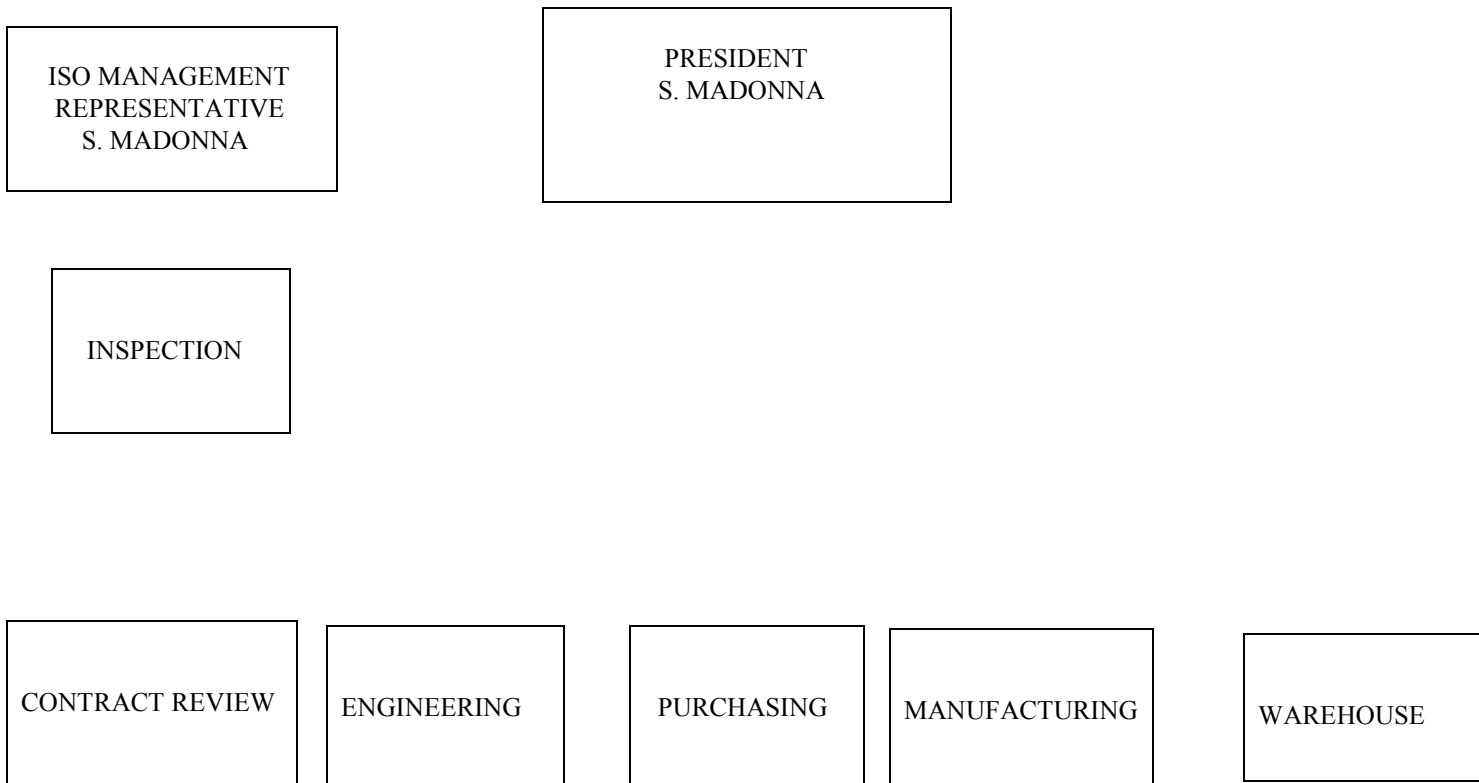 ISO MANAGEMENT
REPRESENTATIVE
S. MADONNA
PRESIDENT
S. MADONNA
INSPECTION
CONTRACT REVIEW
ENGINEERING
PURCHASING
MANUFACTURING
WAREHOUSE